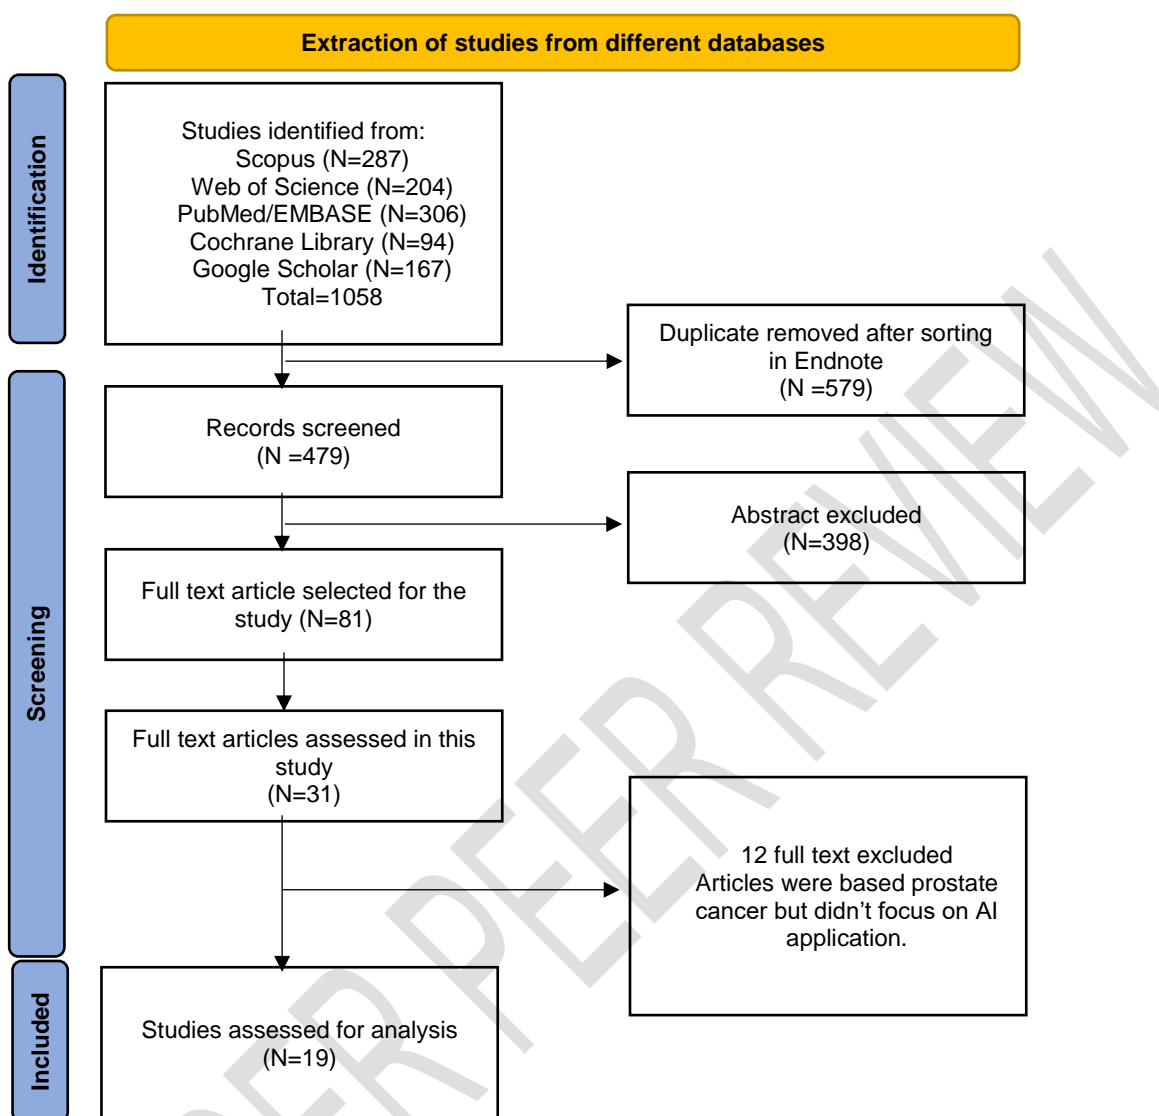 Extraction of studies from different databases
Identification
Studies identified from:
Scopus (N=287)
Web of Science (N=204)
PubMed/EMBASE (N=306)
Cochrane Library (N=94)
Google Scholar (N=167)
Total=1058
Duplicate removed after sorting
in Endnote
(N =579)
Screening
Records screened
(N =479)
Abstract excluded
(N=398)
Full text article selected for the
study (N=81)
Full text articles assessed in this
study
(N=31)
12 full text excluded
Articles were based prostate
cancer but didn’t focus on AI
application.
Included
Studies assessed for analysis
(N=19)
ER PEER REVIEW